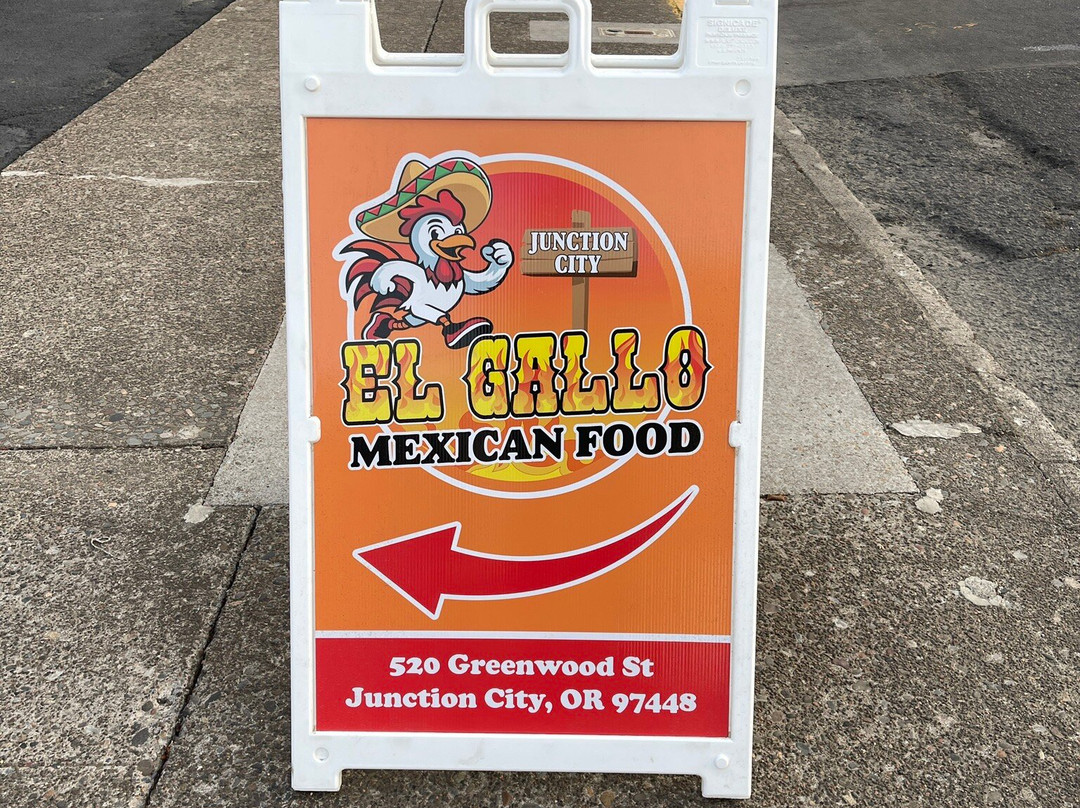 JUNCTION
CITY
EL GALLO
MEXICAN FOOD
520 Greenwood St
Junction City, OR 97448